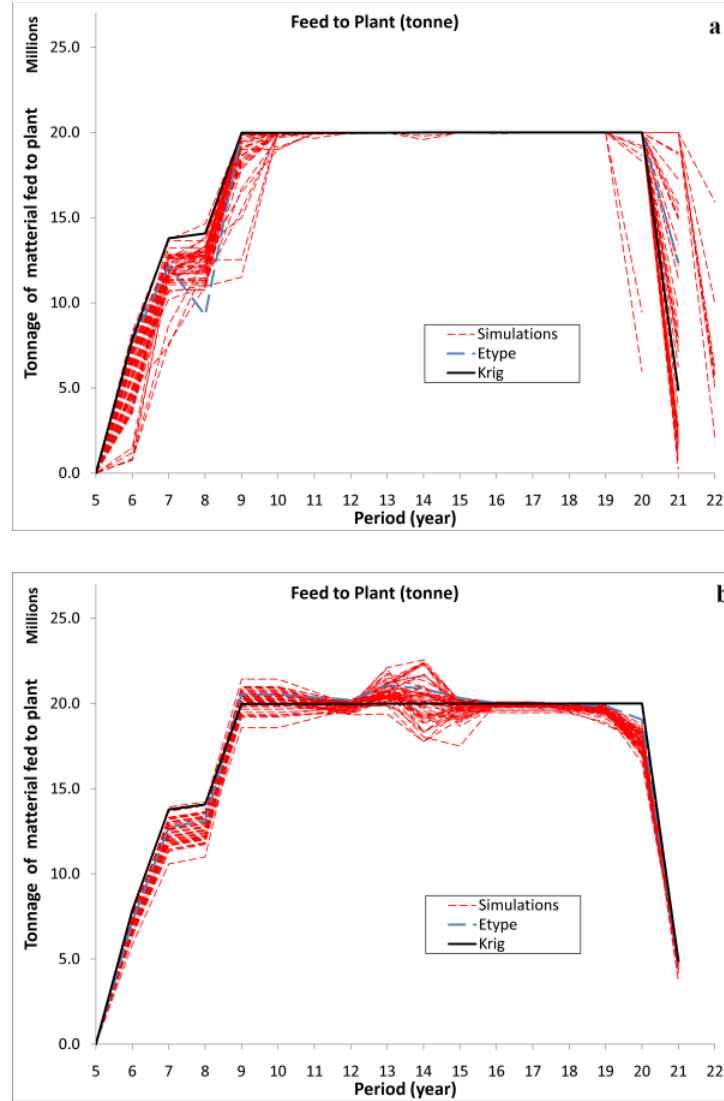 Feed to Plant (tonne)
a
Millions
Tonnage of matterial fed to plant
25.0
20.0
15.0
10.0
5.0
0.0
Simulations
Etype
Krig
5 6 7 8 9 10 11 12 13 14 15 16 17 18 19 20 21 22
Period (year)
Feed to Plant (tonne)
b
Millions
Tonnage of matterial fed to plant
25.0
20.0
15.0
10.0
5.0
0.0
Simulations
Etype
Krig
5 6 7 8 9 10 11 12 13 14 15 16 17 18 19 20 21 22
Period (year)